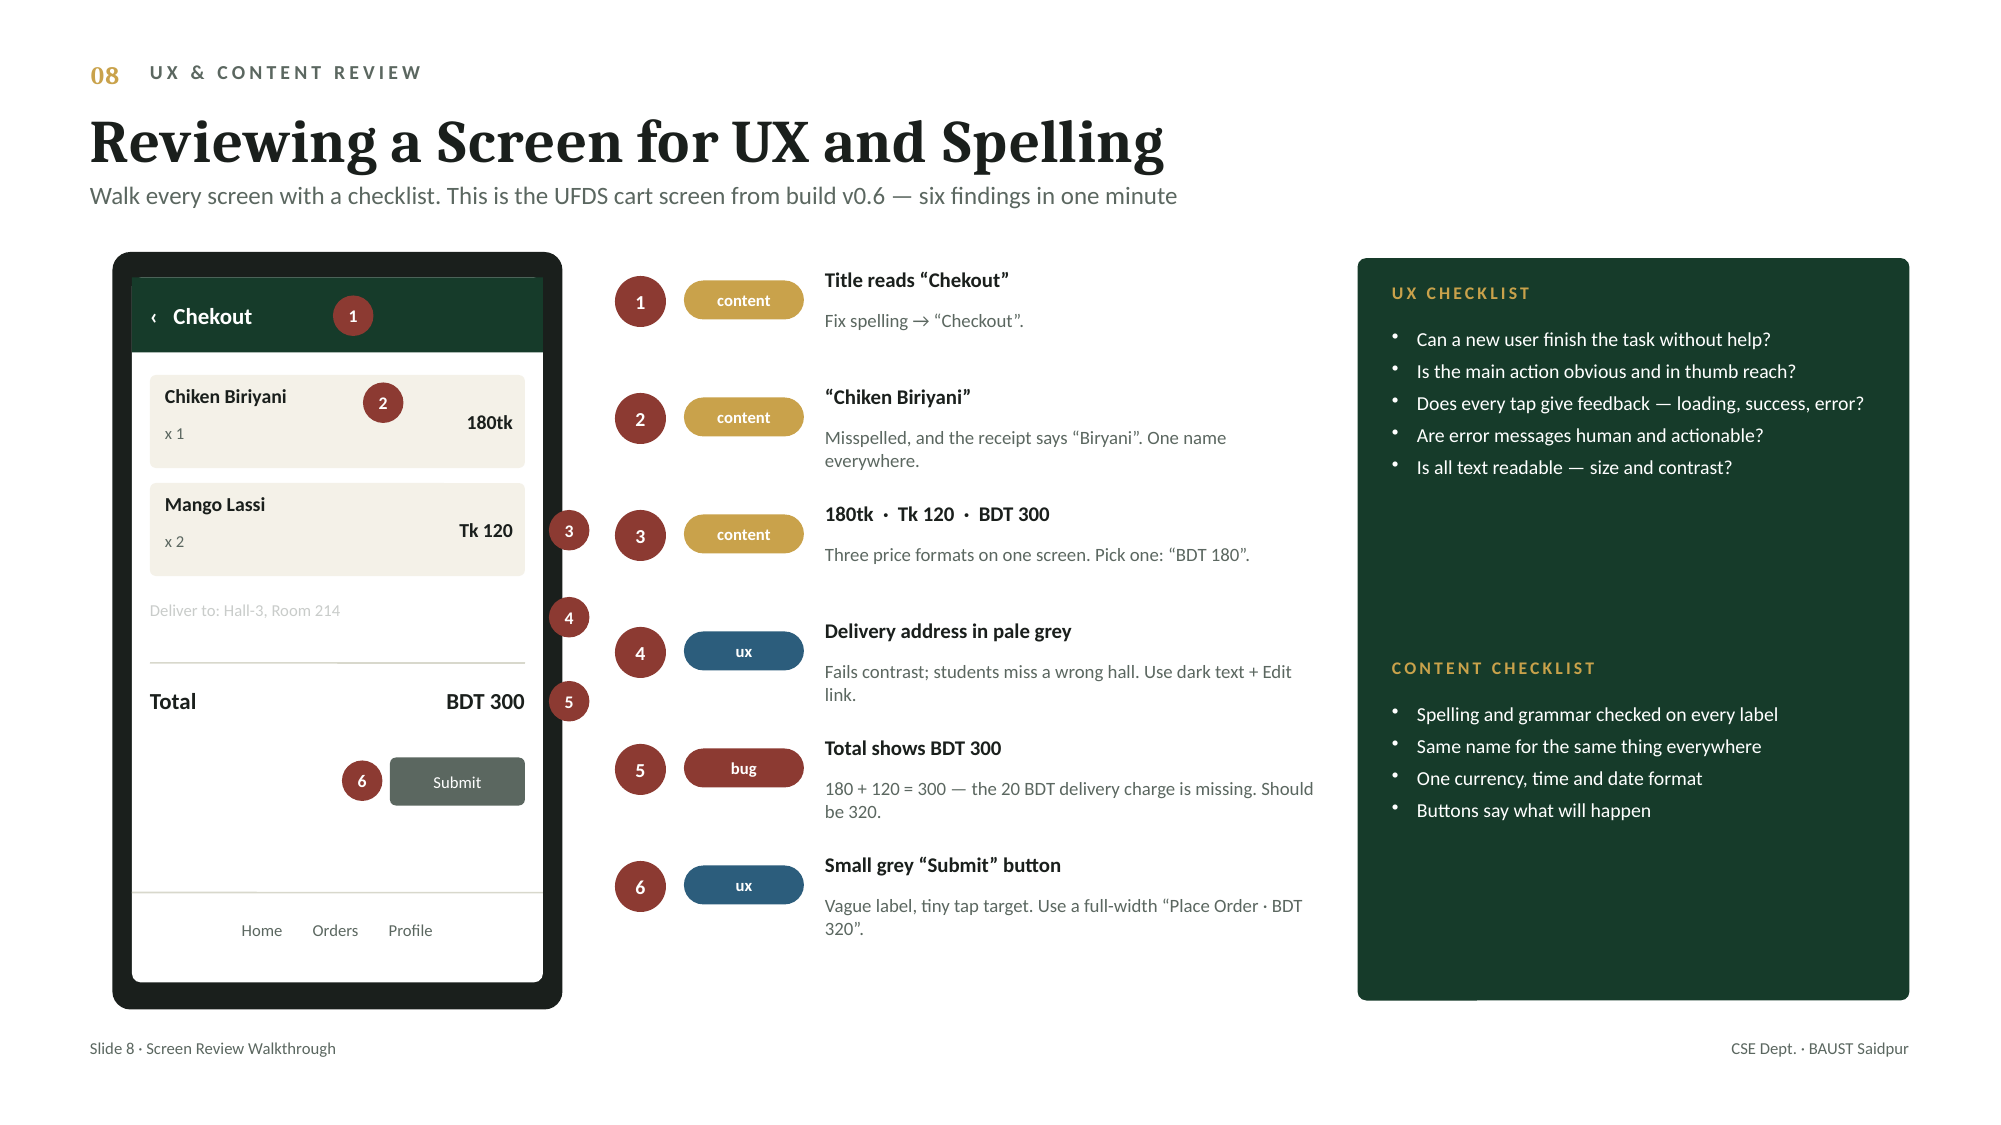 08 UX & CONTENT REVIEW
Reviewing a Screen for UX and Spelling
Walk every screen with a checklist. This is the UFDS cart screen from build v0.6 — six findings in one minute
‹ Chekout 1
Chiken Biriyani 2
180tk
x 1
Mango Lassi
Tk 120 3
x 2
Deliver to: Hall-3, Room 214 4
Total BDT 300 5
6 Submit
Home Orders Profile
1 content Title reads “Chekout”
Fix spelling → “Checkout”.
2 content “Chiken Biriyani”
Misspelled, and the receipt says “Biryani”. One name
everywhere.
3 content 180tk · Tk 120 · BDT 300
Three price formats on one screen. Pick one: “BDT 180”.
4 ux Delivery address in pale grey
Fails contrast; students miss a wrong hall. Use dark text + Edit
link.
5 bug Total shows BDT 300
180 + 120 = 300 — the 20 BDT delivery charge is missing. Should
be 320.
6 ux Small grey “Submit” button
Vague label, tiny tap target. Use a full-width “Place Order · BDT
320”.
UX CHECKLIST
• Can a new user finish the task without help?
• Is the main action obvious and in thumb reach?
• Does every tap give feedback — loading, success, error?
• Are error messages human and actionable?
• Is all text readable — size and contrast?
CONTENT CHECKLIST
• Spelling and grammar checked on every label
• Same name for the same thing everywhere
• One currency, time and date format
• Buttons say what will happen
Slide 8 · Screen Review Walkthrough
CSE Dept. · BAUST Saidpur